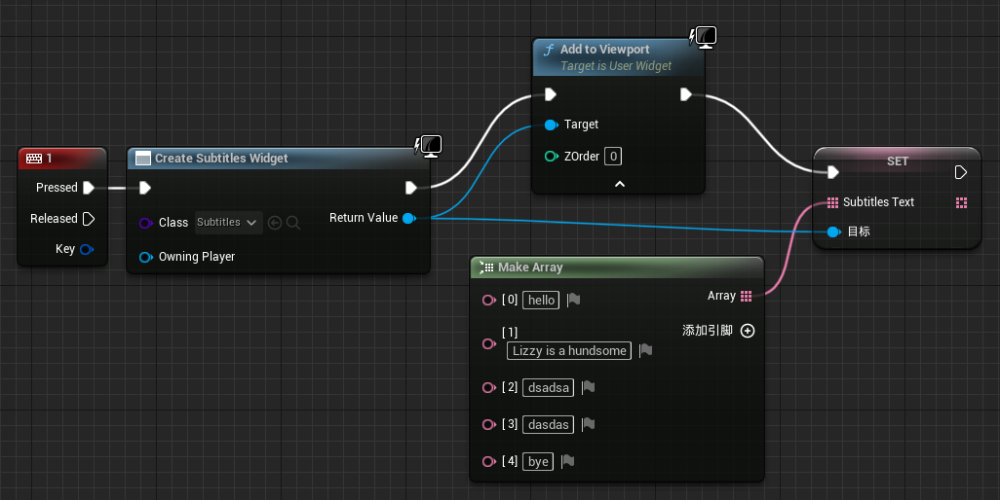 Add to Viewport
Target is User Widget
Target
ZOrder 0
1
Pressed
Released
Key
Create Subtitles Widget
Class Subtitles
Return Value
Owning Player
SET
Subtitles Text
目标
Make Array
[ 0] hello
Array
[ 1]
Lizzy is a hundsome
添加引脚
[ 2] dsadsa
[ 3] dasdas
[ 4] bye